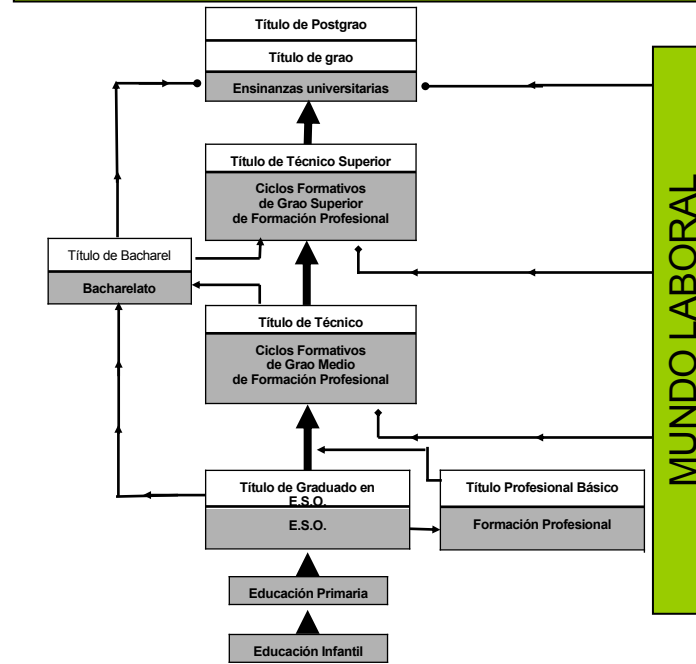 Título de Postgrao
Título de grao
Ensinanzas universitarias
Título de Técnico Superior
Ciclos Formativos
de Grao Superior
de Formación Profesional
Título de Bacharel
Bacharelato
Título de Técnico
Ciclos Formativos
de Grao Medio
de Formación Profesional
Título de Graduado en
E.S.O.
E.S.O.
Título Profesional Básico
Formación Profesional
Educación Primaria
Educación Infantil
MUNDO LABORAL